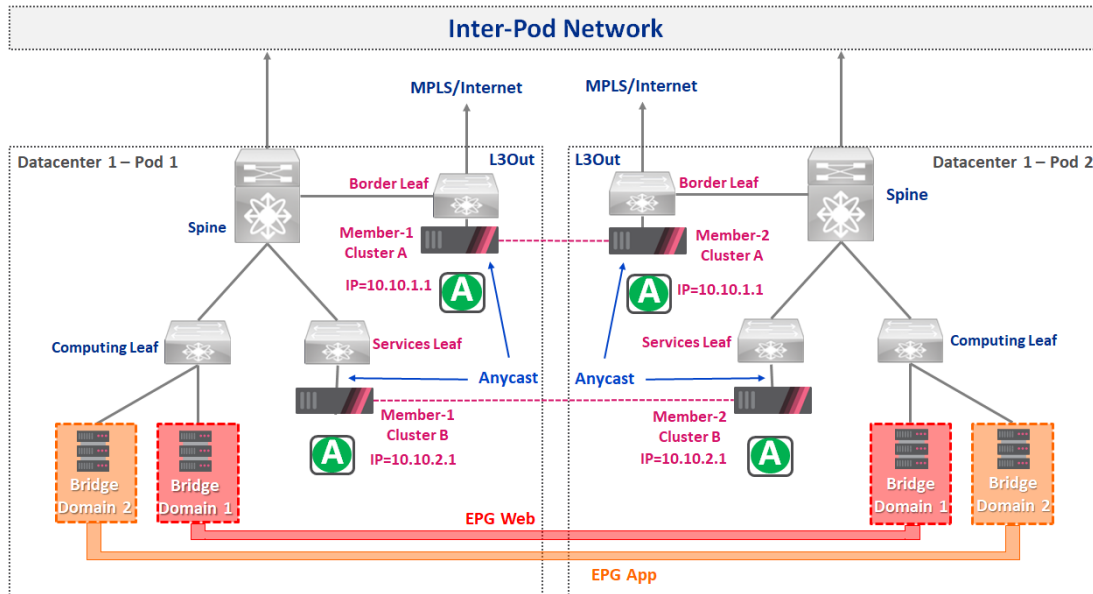 Inter-Pod Network
MPLS/Internet
MPLS/Internet
Datacenter 1 – Pod 1
L3Out
L3Out
Datacenter 1 – Pod 2
Border Leaf
Border Leaf
Spine
Spine
Member-1
Cluster A
Member-2
Cluster A
IP=10.10.1.1
A
A
IP=10.10.1.1
Computing Leaf
Services Leaf
Services Leaf
Computing Leaf
Anycast
Anycast
Member-1
Cluster B
IP=10.10.2.1
A
Member-2
Cluster B
IP=10.10.2.1
A
Bridge
Domain 2
Bridge
Domain 1
Bridge
Domain 1
Bridge
Domain 2
EPG Web
EPG App